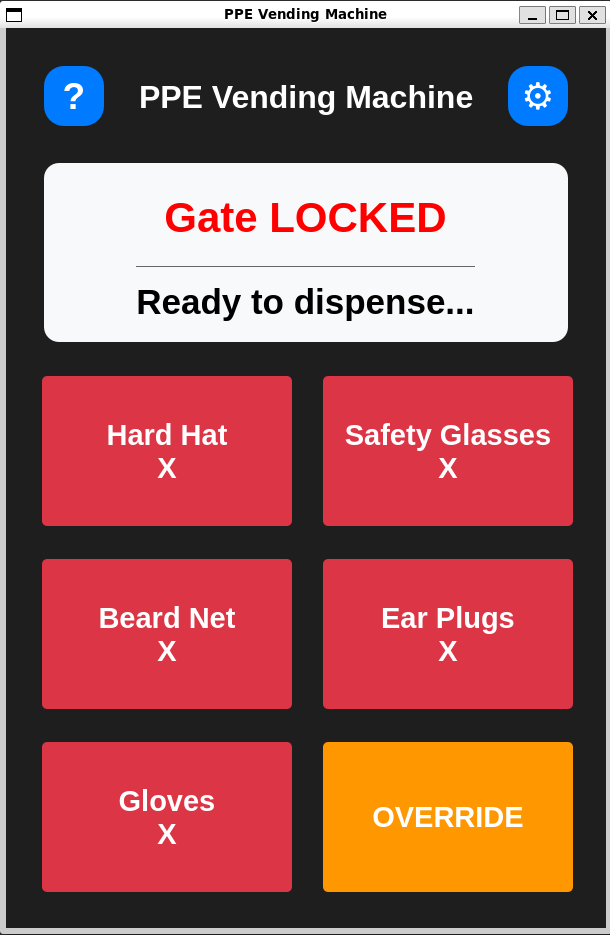 PPE Vending Machine
?
PPE Vending Machine
Gate LOCKED
Ready to dispense...
Hard Hat
X
Safety Glasses
X
Beard Net
X
Ear Plugs
X
Gloves
X
OVERRIDE